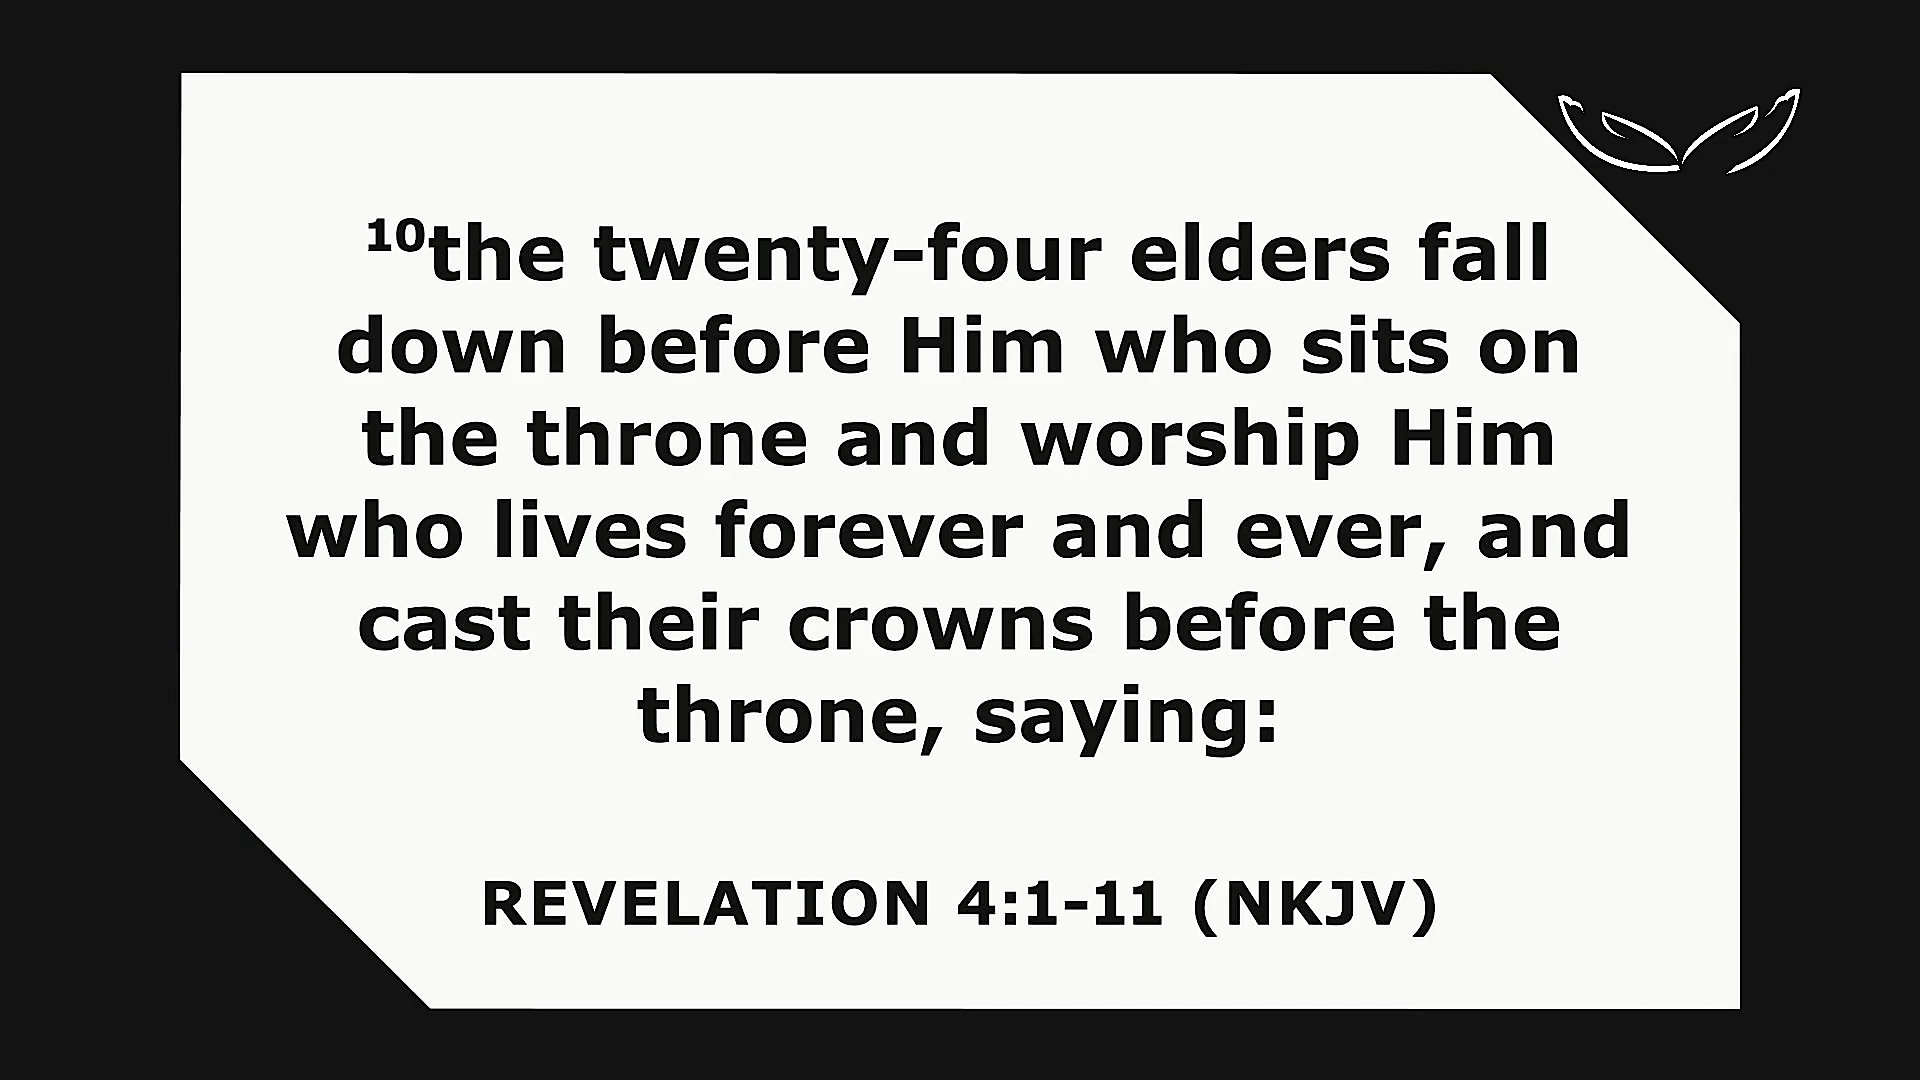 ¹⁰the twenty-four elders fall
down before Him who sits on
the throne and worship Him
who lives forever and ever, and
cast their crowns before the
throne, saying:
REVELATION 4:1-11 (NKJV)